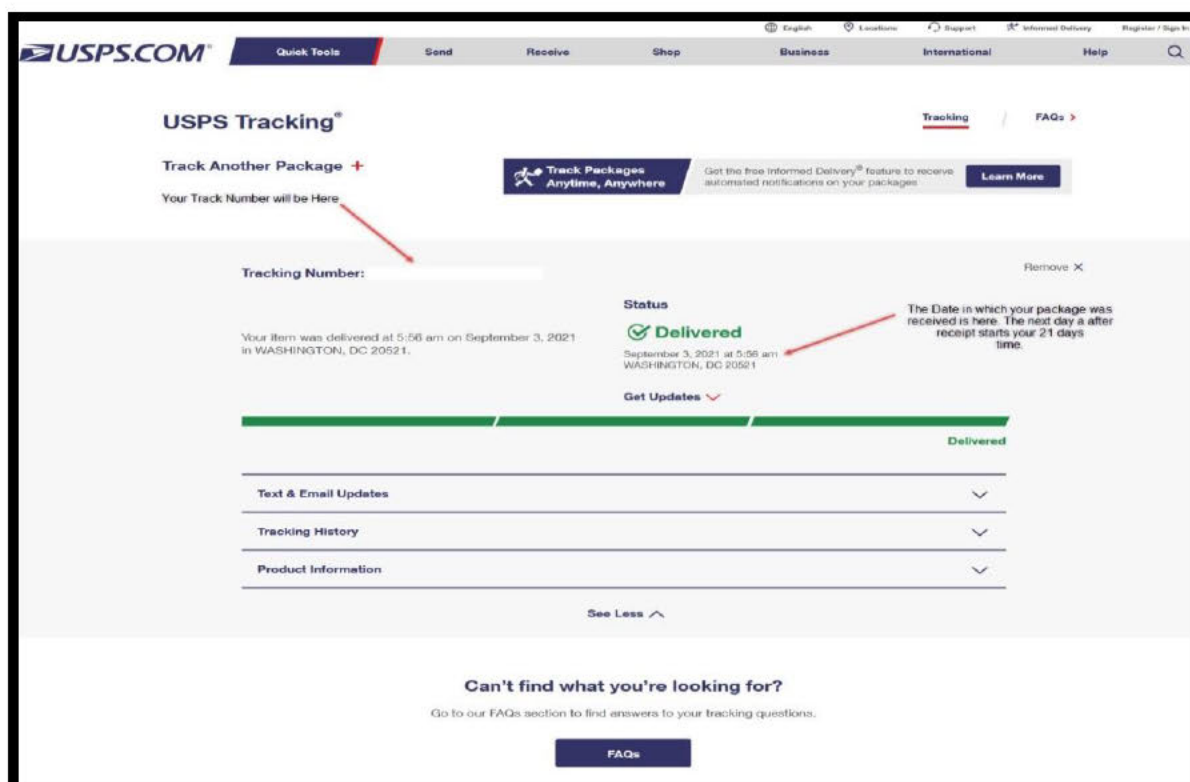 English Locations Support Informed Delivery Register / Sign In
USPS.COM® Quick Tools Send Receive Shop Business International Help
USPS Tracking®
Tracking / FAQs >
Track Another Package +
Track Packages
Anytime, Anywhere
Get the free Informed Delivery® feature to receive
automated notifications on your packages
Learn More
Your Track Number will be Here
Tracking Number:
Remove X
Your item was delivered at 5:56 am on September 3, 2021
in WASHINGTON, DC 20521.
Status
Delivered
September 3, 2021 at 5:56 am
WASHINGTON, DC 20521
Get Updates
The Date in which your package was
received is here. The next day a after
receipt starts your 21 days
time.
Delivered
Text & Email Updates
Tracking History
Product Information
See Less
Can't find what you're looking for?
Go to our FAQs section to find answers to your tracking questions.
FAQs